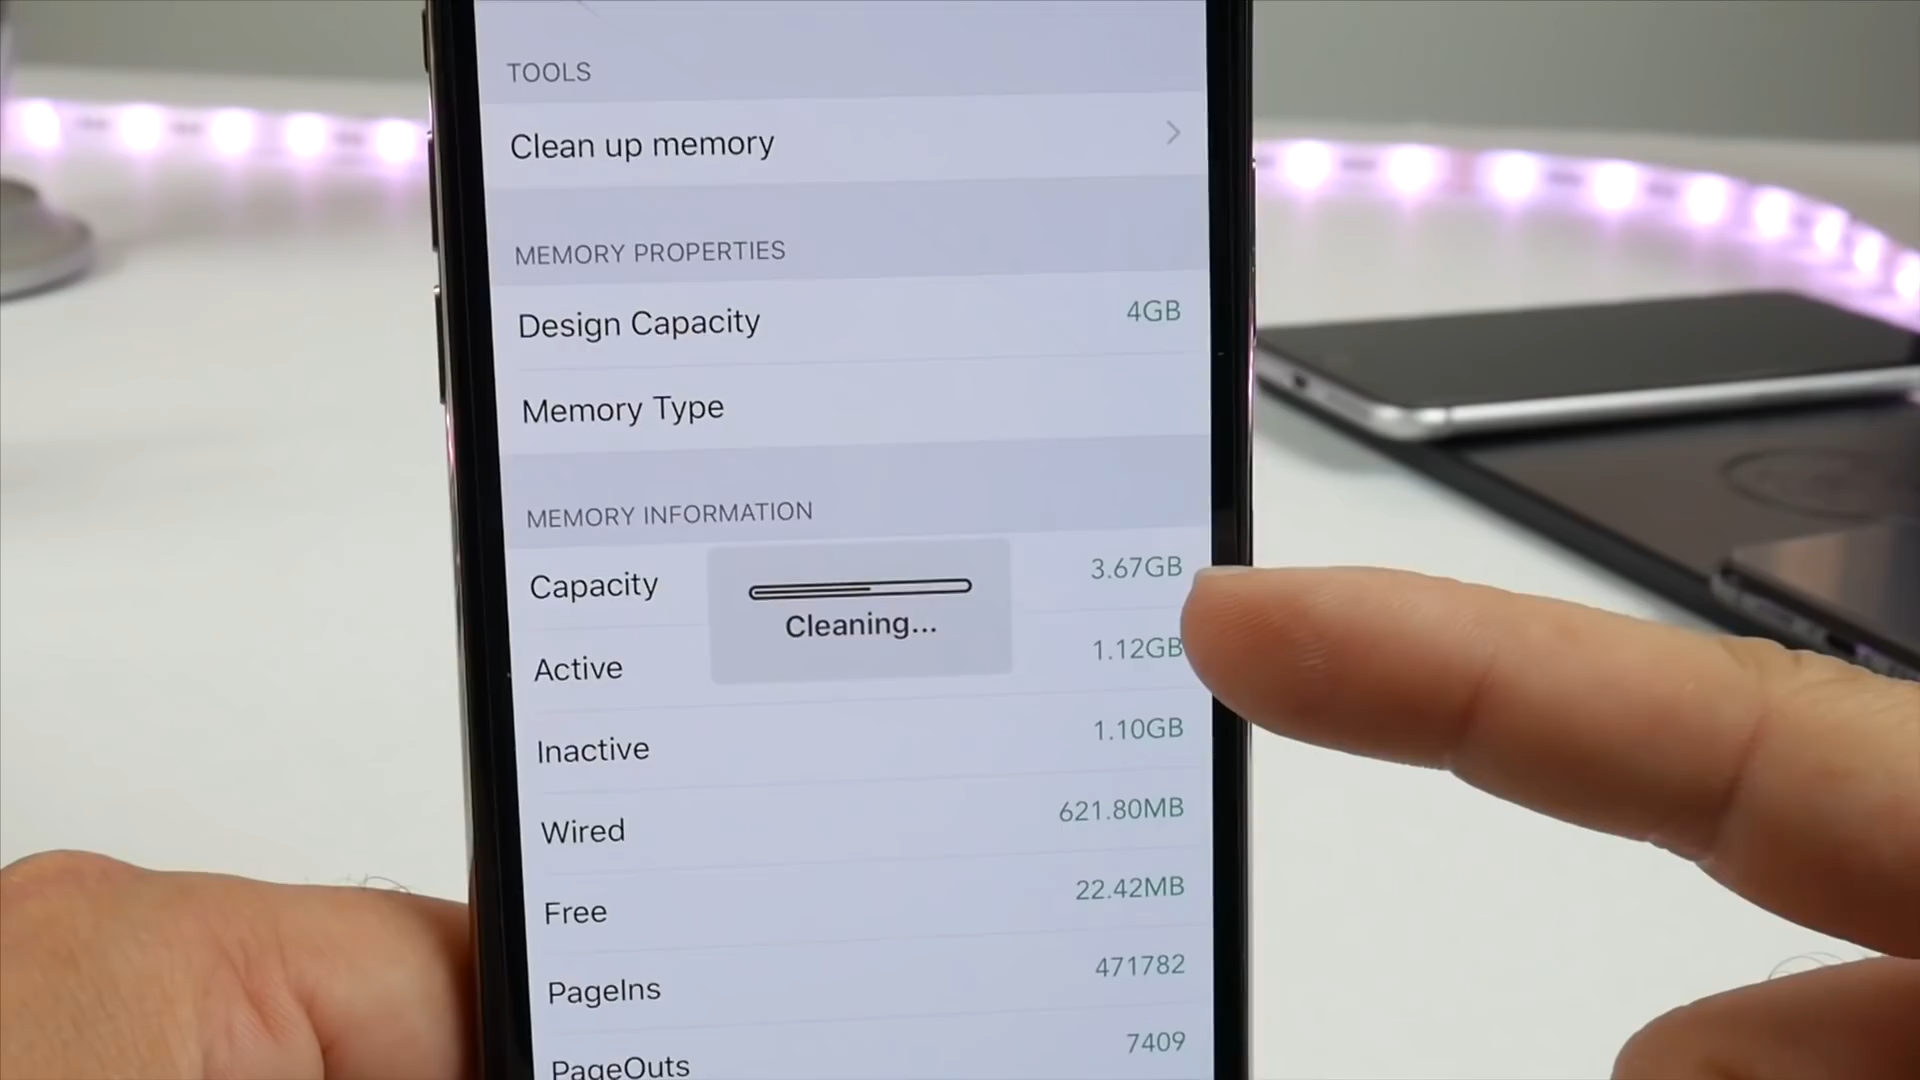 TOOLS
Clean up memory
MEMORY PROPERTIES
Design Capacity 4GB
Memory Type
MEMORY INFORMATION
Capacity 3.67GB
Cleaning...
Active 1.12GB
Inactive 1.10GB
Wired 621.80MB
Free 22.42MB
PageIns 471782
PageOuts 7409